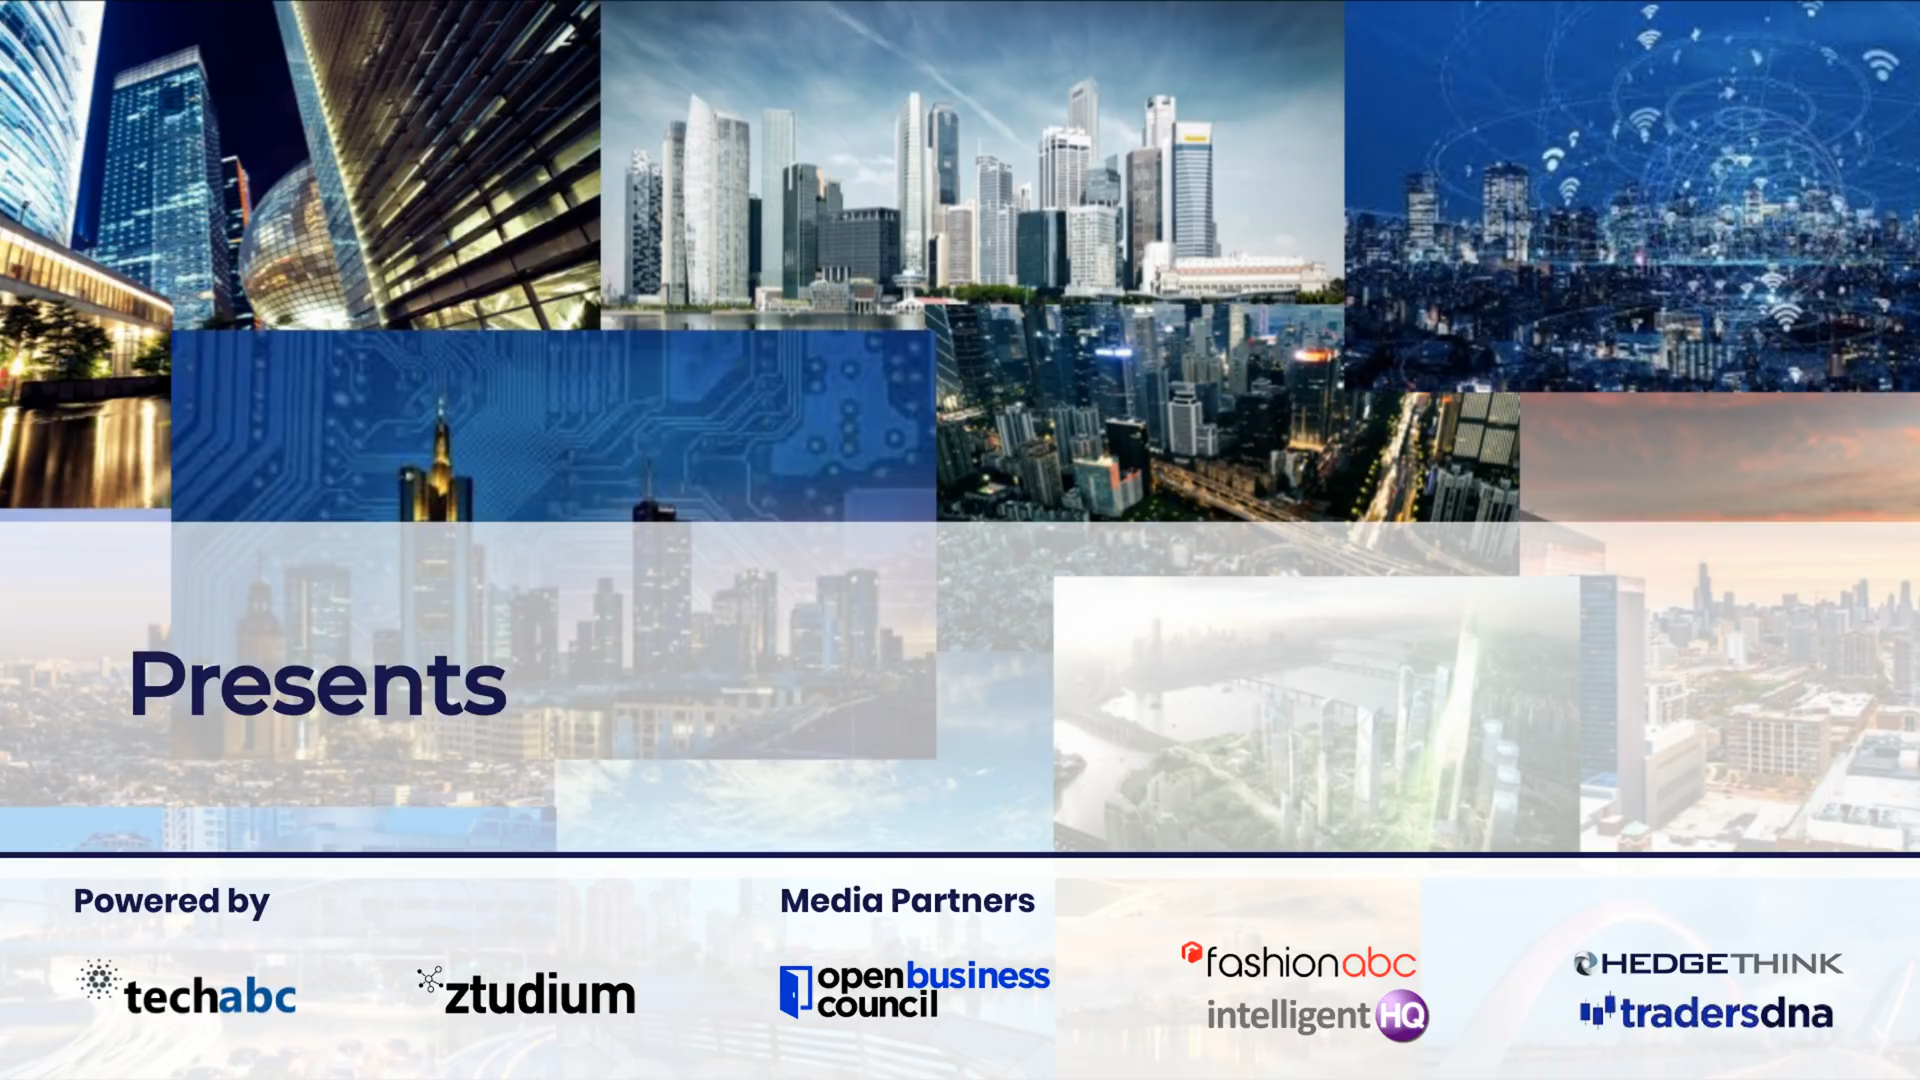 Presents
Powered by
techabc
ztudium
Media Partners
openbusiness
council
fashionabc
intelligent HQ
HEDGETHINK
tradersdna